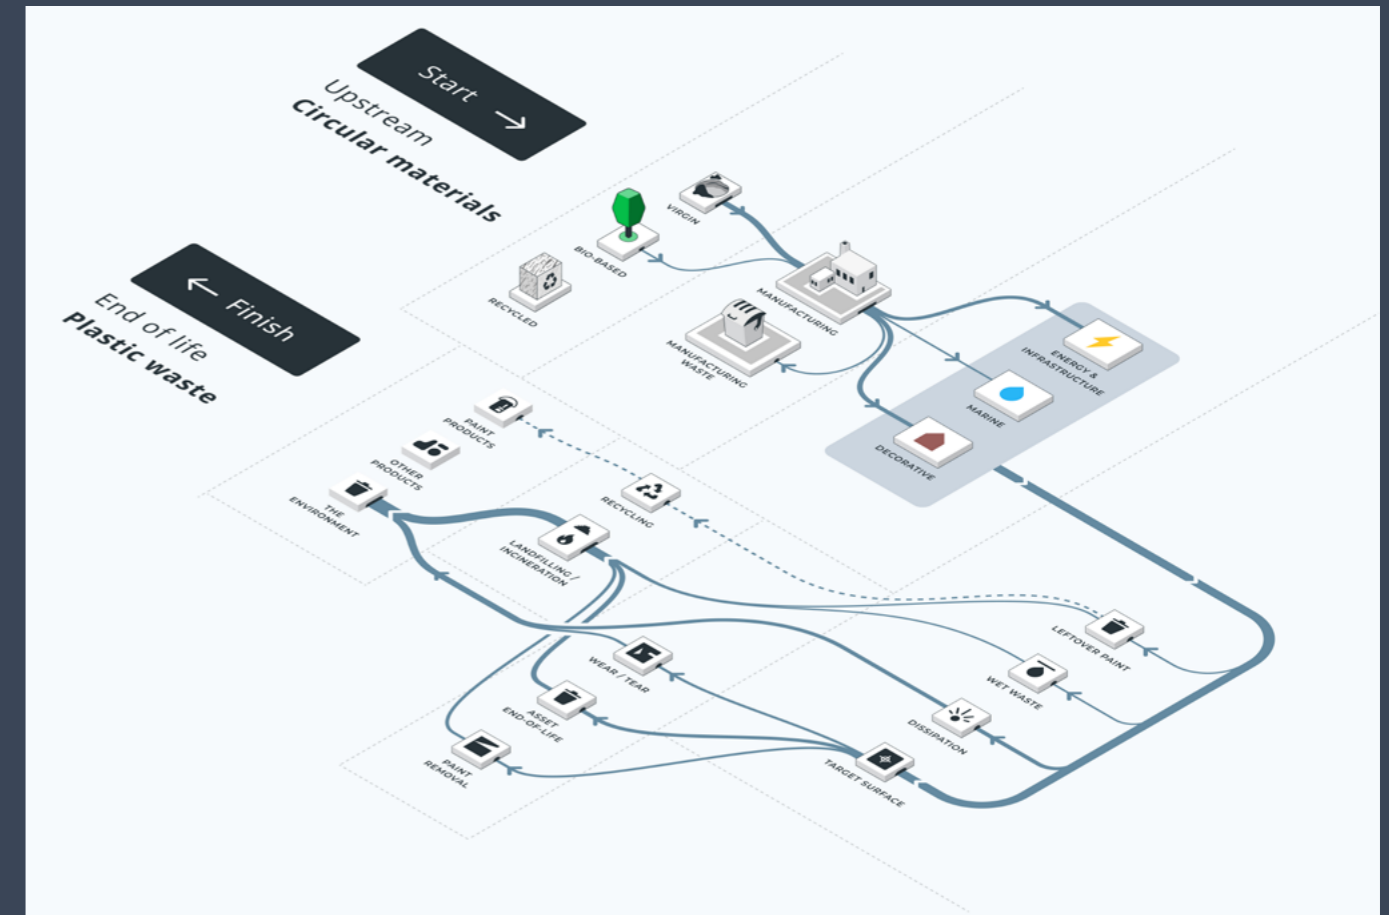 Start →
Upstream
Circular materials
← Finish
End of life
Plastic waste
VIRGIN
BIO-BASED
RECYCLED
MANUFACTURING
MANUFACTURING
WASTE
ENERGY &
INFRASTRUCTURE
MARINE
DECORATIVE
PAINT
PRODUCTS
OTHER
PRODUCTS
THE
ENVIRONMENT
RECYCLING
LANDFILLING /
INCINERATION
LEFTOVER PAINT
WET WASTE
DISSIPATION
TARGET SURFACE
WEAR / TEAR
ASSET
END-OF-LIFE
PAINT
REMOVAL